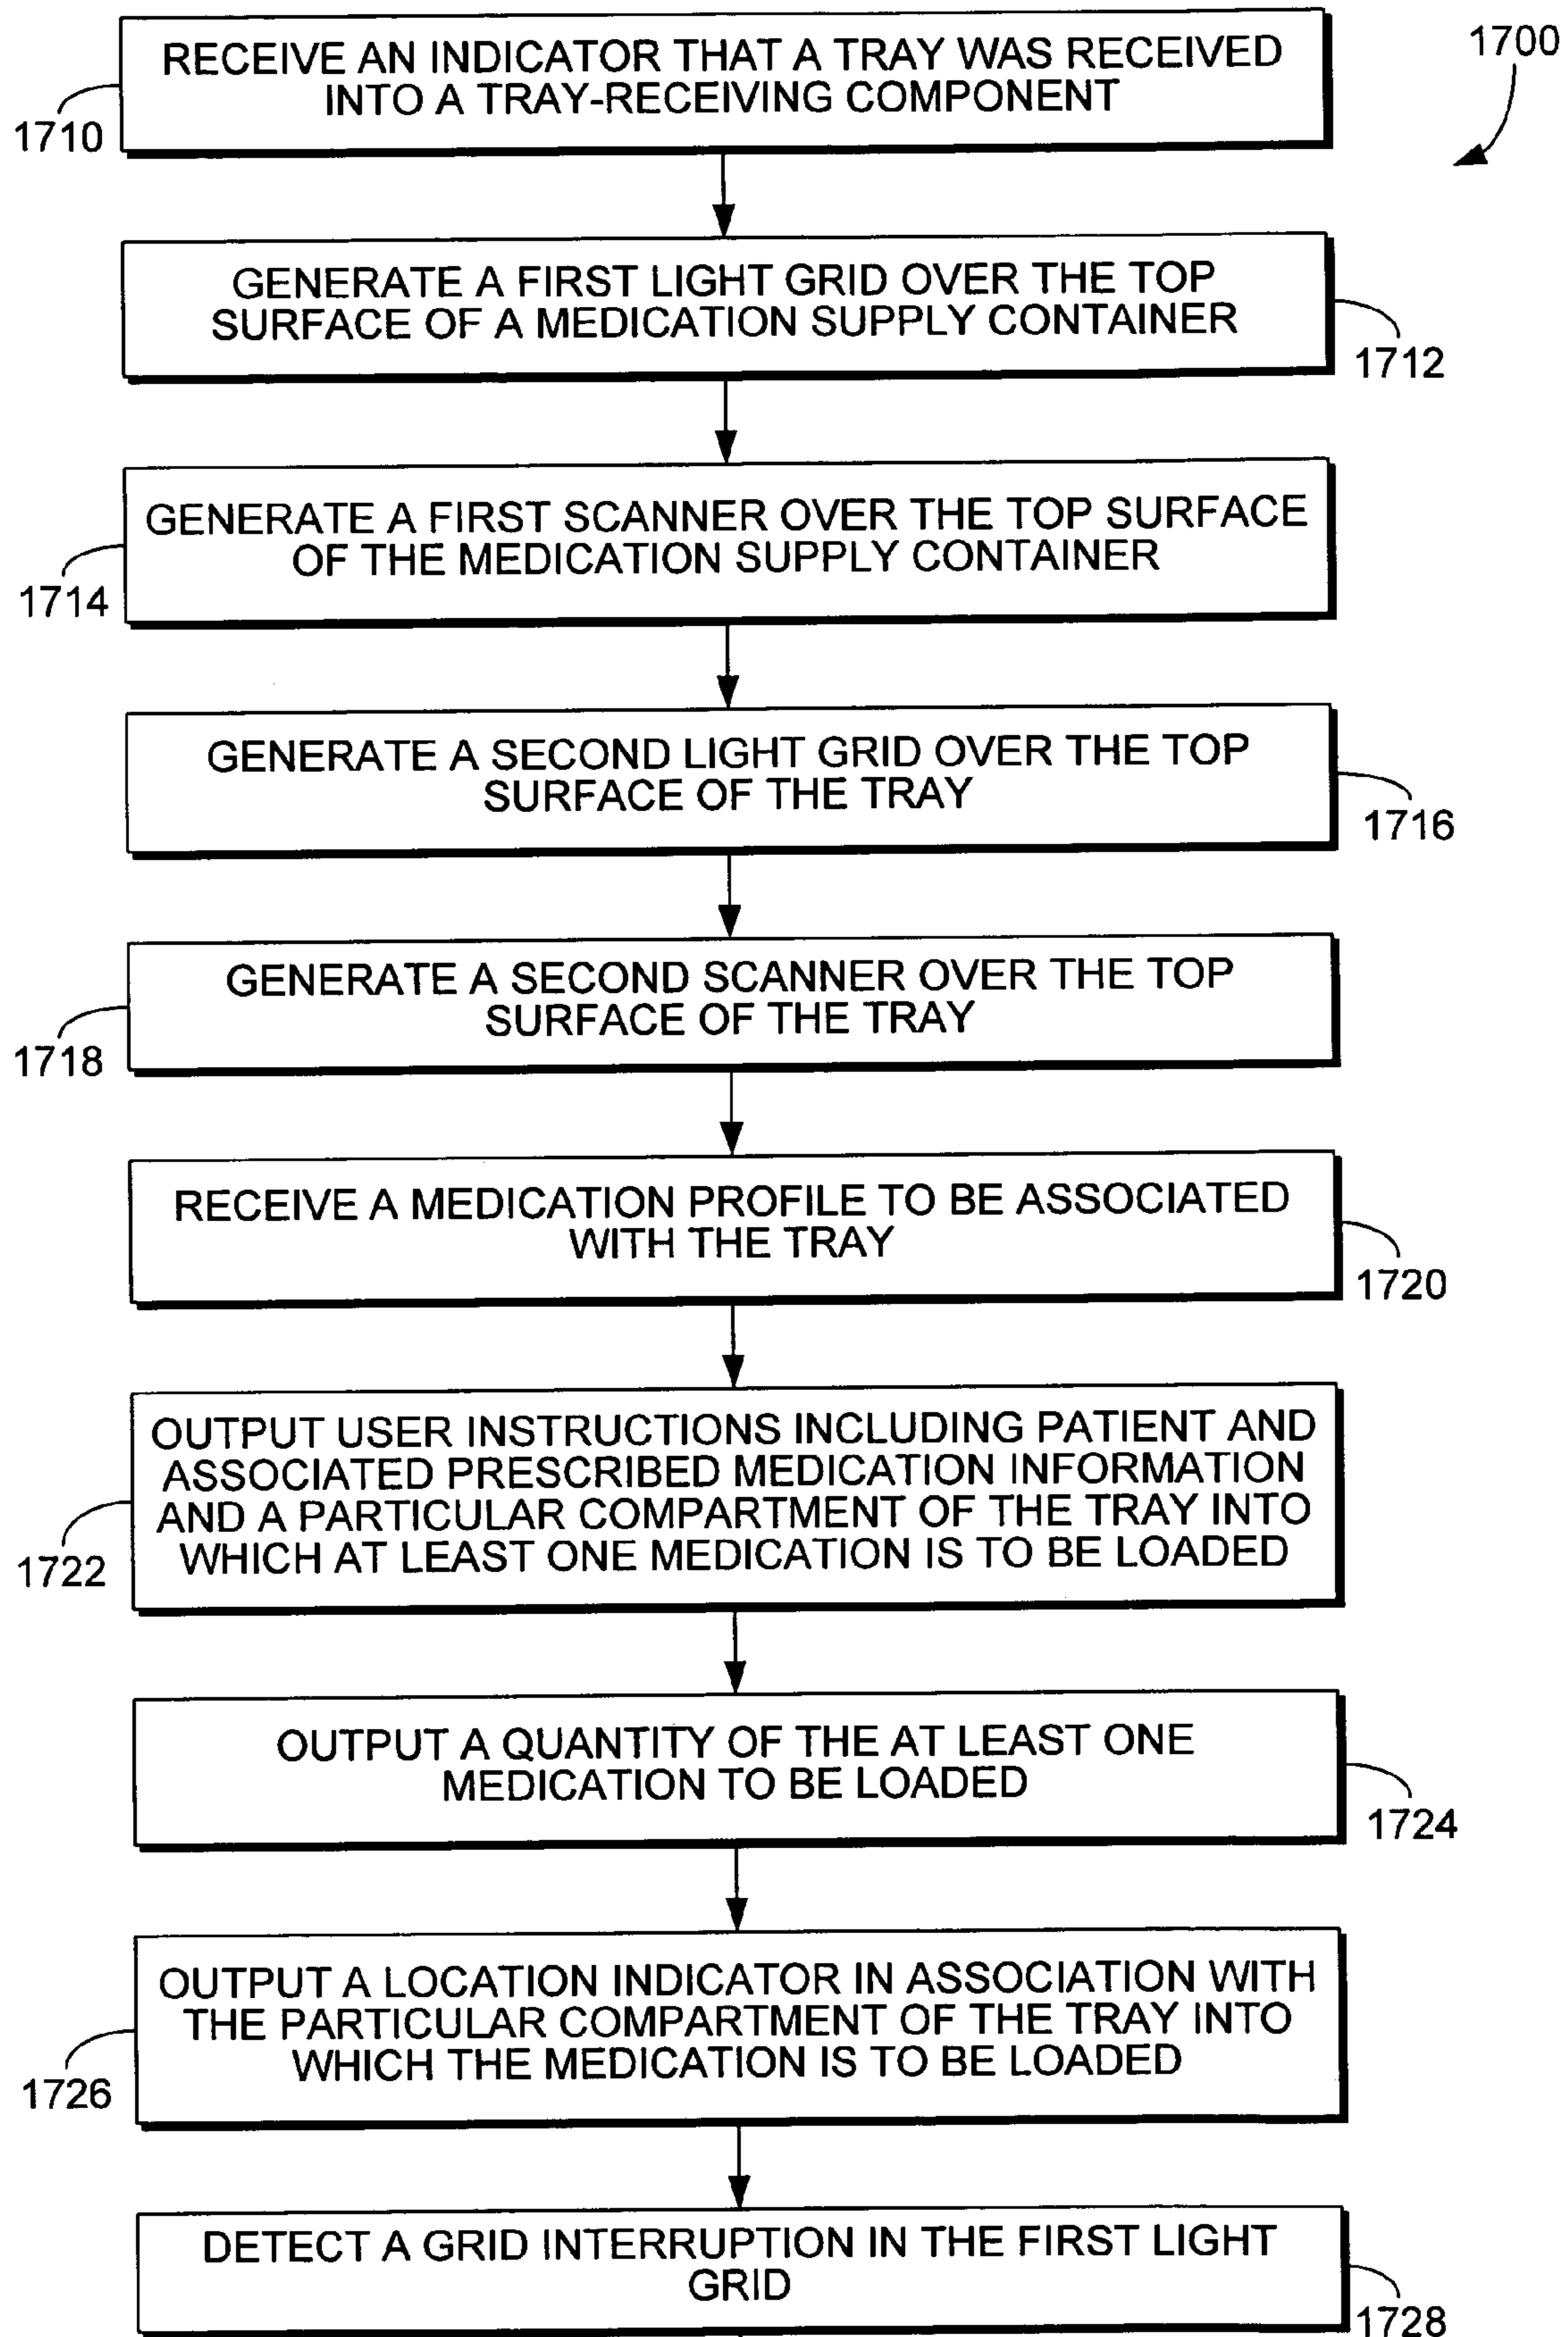 1700
RECEIVE AN INDICATOR THAT A TRAY WAS RECEIVED
INTO A TRAY-RECEIVING COMPONENT
1710
GENERATE A FIRST LIGHT GRID OVER THE TOP
SURFACE OF A MEDICATION SUPPLY CONTAINER
1712
GENERATE A FIRST SCANNER OVER THE TOP SURFACE
OF THE MEDICATION SUPPLY CONTAINER
1714
GENERATE A SECOND LIGHT GRID OVER THE TOP
SURFACE OF THE TRAY
1716
GENERATE A SECOND SCANNER OVER THE TOP
SURFACE OF THE TRAY
1718
RECEIVE A MEDICATION PROFILE TO BE ASSOCIATED
WITH THE TRAY
1720
OUTPUT USER INSTRUCTIONS INCLUDING PATIENT AND
ASSOCIATED PRESCRIBED MEDICATION INFORMATION
AND A PARTICULAR COMPARTMENT OF THE TRAY INTO
WHICH AT LEAST ONE MEDICATION IS TO BE LOADED
1722
OUTPUT A QUANTITY OF THE AT LEAST ONE
MEDICATION TO BE LOADED
1724
OUTPUT A LOCATION INDICATOR IN ASSOCIATION WITH
THE PARTICULAR COMPARTMENT OF THE TRAY INTO
WHICH THE MEDICATION IS TO BE LOADED
1726
DETECT A GRID INTERRUPTION IN THE FIRST LIGHT
GRID
1728